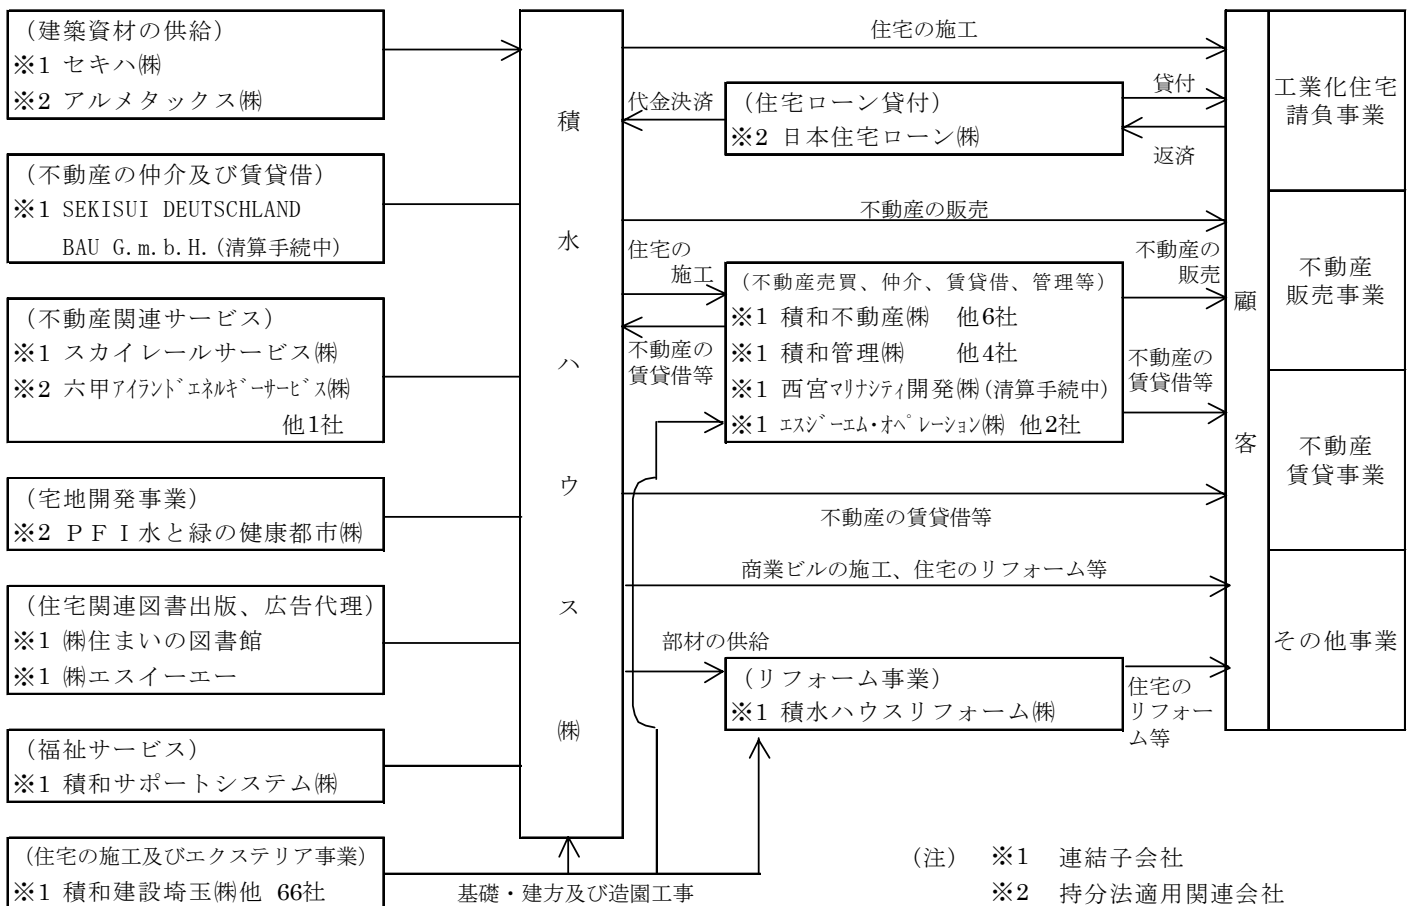 (建築資材の供給)
※1 セキハ㈱
※2 アルメタックス㈱
(不動産の仲介及び賃貸借)
※1 SEKISUI DEUTSCHLAND
BAU G.m.b.H.(清算手続中)
(不動産関連サービス)
※1 スカイレールサービス㈱
※2 六甲ｱｲﾗﾝﾄﾞｴﾈﾙｷﾞｰｻｰﾋﾞｽ㈱
他1社
(宅地開発事業)
※2 ＰＦＩ水と緑の健康都市㈱
(住宅関連図書出版、広告代理)
※1 ㈱住まいの図書館
※1 ㈱エスイーエー
(福祉サービス)
※1 積和サポートシステム㈱
(住宅の施工及びエクステリア事業)
※1 積和建設埼玉㈱他 66社
積水ハウス㈱
住宅の施工
代金決済
(住宅ローン貸付)
※2 日本住宅ローン㈱
貸付
返済
不動産の販売
住宅の
施工
不動産の
賃貸借等
(不動産売買、仲介、賃貸借、管理等)
※1 積和不動産㈱ 他6社
※1 積和管理㈱ 他4社
※1 西宮ﾏﾘﾅｼﾃｨ開発㈱(清算手続中)
※1 ｴｽｼﾞｰｴﾑ･ｵﾍﾟﾚｰｼｮﾝ㈱ 他2社
不動産の
販売
不動産の
賃貸借等
不動産の賃貸借等
商業ビルの施工、住宅のリフォーム等
部材の供給
(リフォーム事業)
※1 積水ハウスリフォーム㈱
住宅の
リフォー
ム等
基礎・建方及び造園工事
顧客
工業化住宅
請負事業
不動産
販売事業
不動産
賃貸事業
その他事業
(注) ※1 連結子会社
※2 持分法適用関連会社